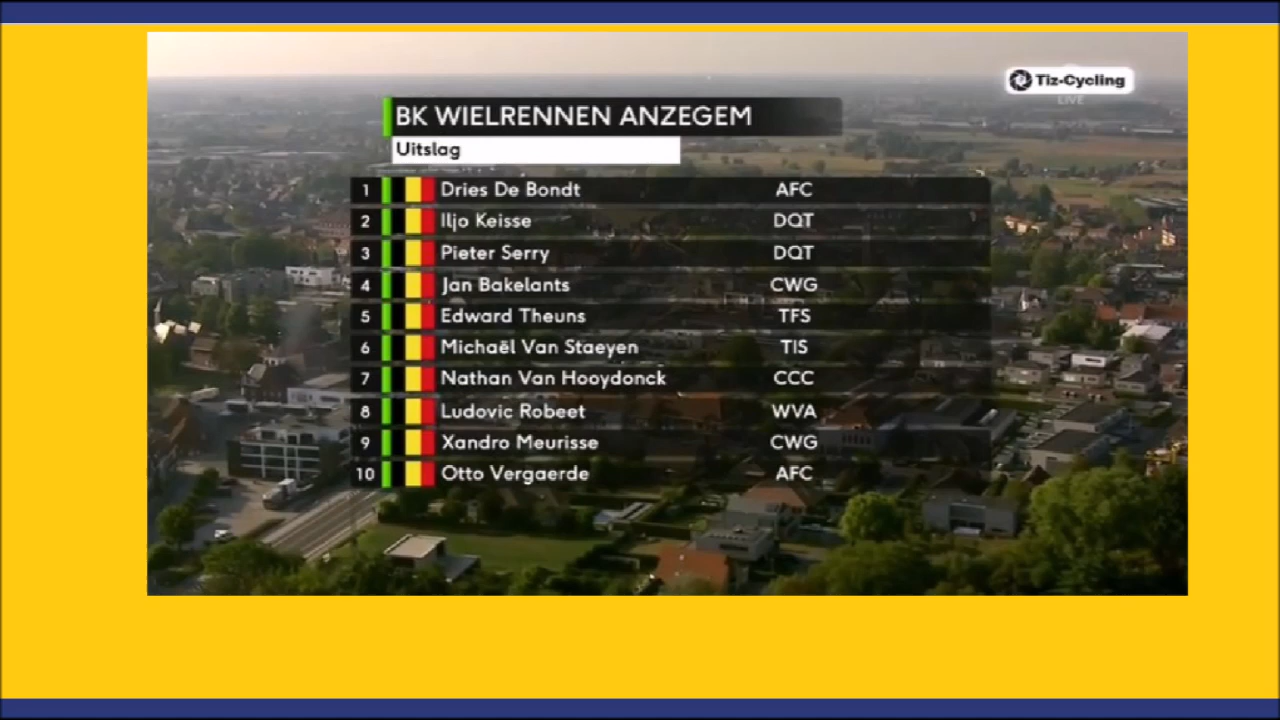 Tiz-Cycling
LIVE
BK WIELRENNEN ANZEGEM
Uitslag
1 Dries De Bondt AFC
2 Iljo Keisse DQT
3 Pieter Serry DQT
4 Jan Bakelants CWG
5 Edward Theuns TFS
6 Michaël Van Staeyen TIS
7 Nathan Van Hooydonck CCC
8 Ludovic Robeet WVA
9 Xandro Meurisse CWG
10 Otto Vergaerde AFC